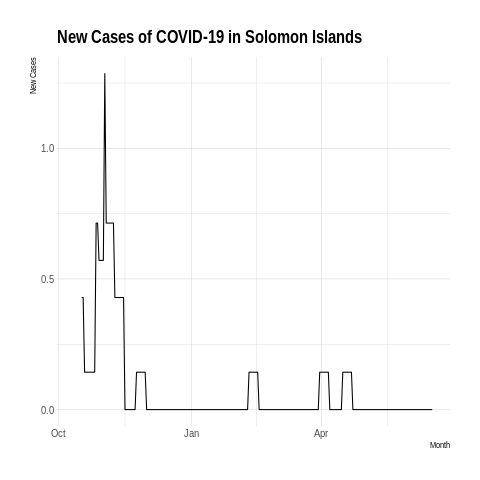 New Cases of COVID-19 in Solomon Islands
New Cases
1.0
0.5
0.0
Oct
Jan
Apr
Month